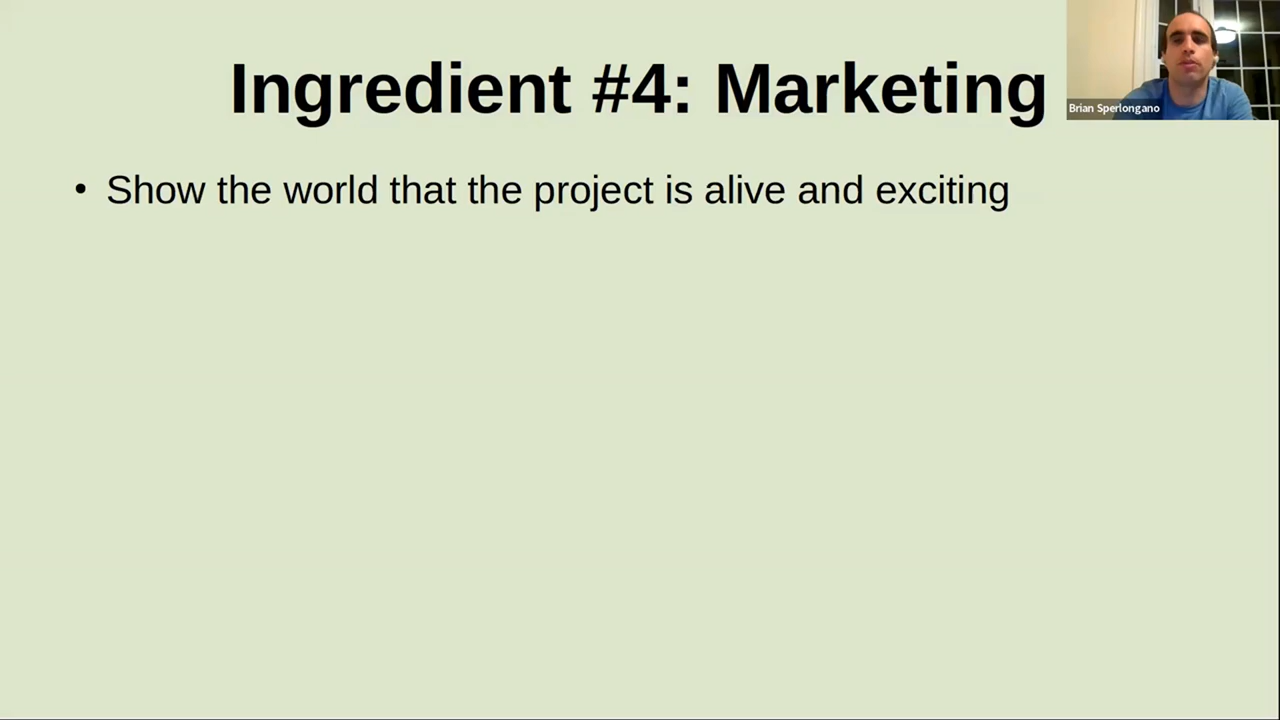 Ingredient #4: Marketing
Brian Sperlongano
• Show the world that the project is alive and exciting